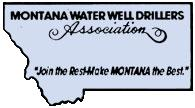 MONTANA WATER WELL DRILLERS
Association
"Join the Rest-Make MONTANA the Best."